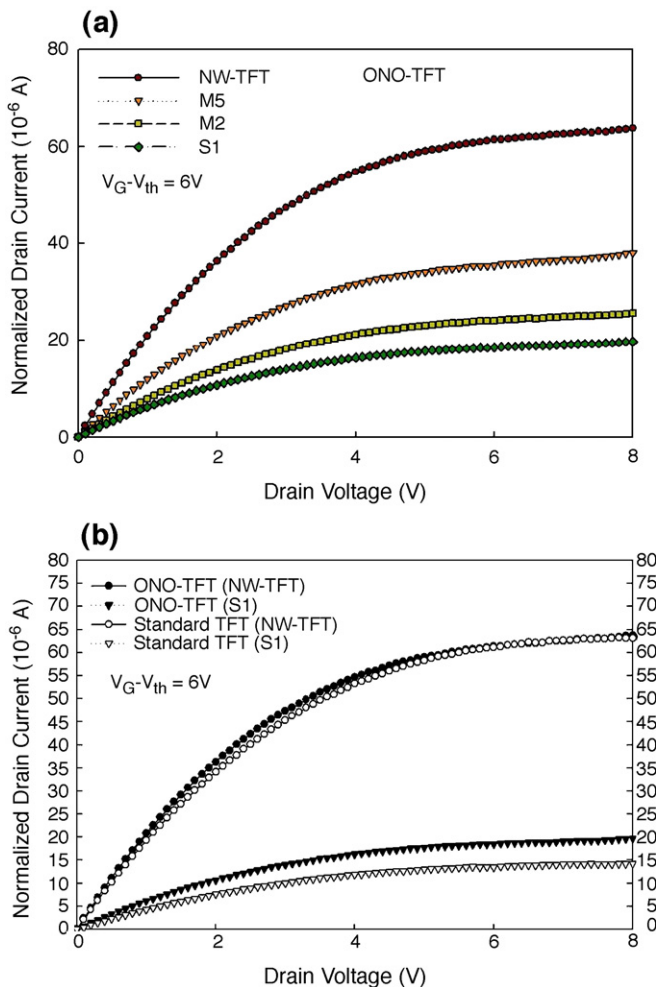 (a)
80
60
40
20
0
Normalized Drain Current (10⁻⁶ A)
NW-TFT
ONO-TFT
M5
M2
S1
V_G-V_th = 6V
0 2 4 6 8
Drain Voltage (V)
(b)
80
75
70
65
60
55
50
45
40
35
30
25
20
15
10
5
0
Normalized Drain Current (10⁻⁶ A)
ONO-TFT (NW-TFT)
ONO-TFT (S1)
Standard TFT (NW-TFT)
Standard TFT (S1)
V_G-V_th = 6V
80
75
70
65
60
55
50
45
40
35
30
25
20
15
10
5
0
0 2 4 6 8
Drain Voltage (V)